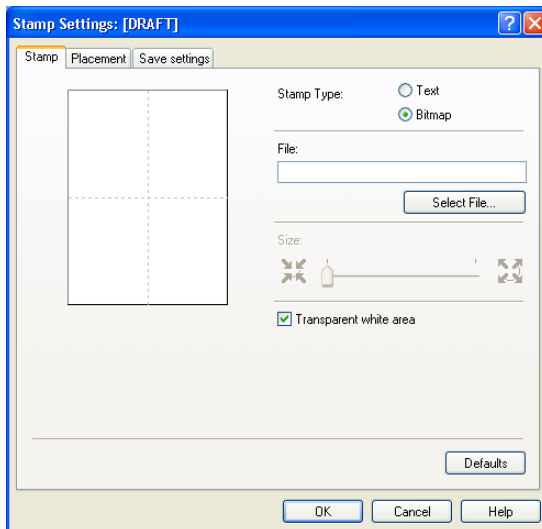 Stamp Settings: [DRAFT]
Stamp Placement Save settings
Stamp Type: Text
Bitmap
File:
Select File...
Size:
Transparent white area
Defaults
OK Cancel Help